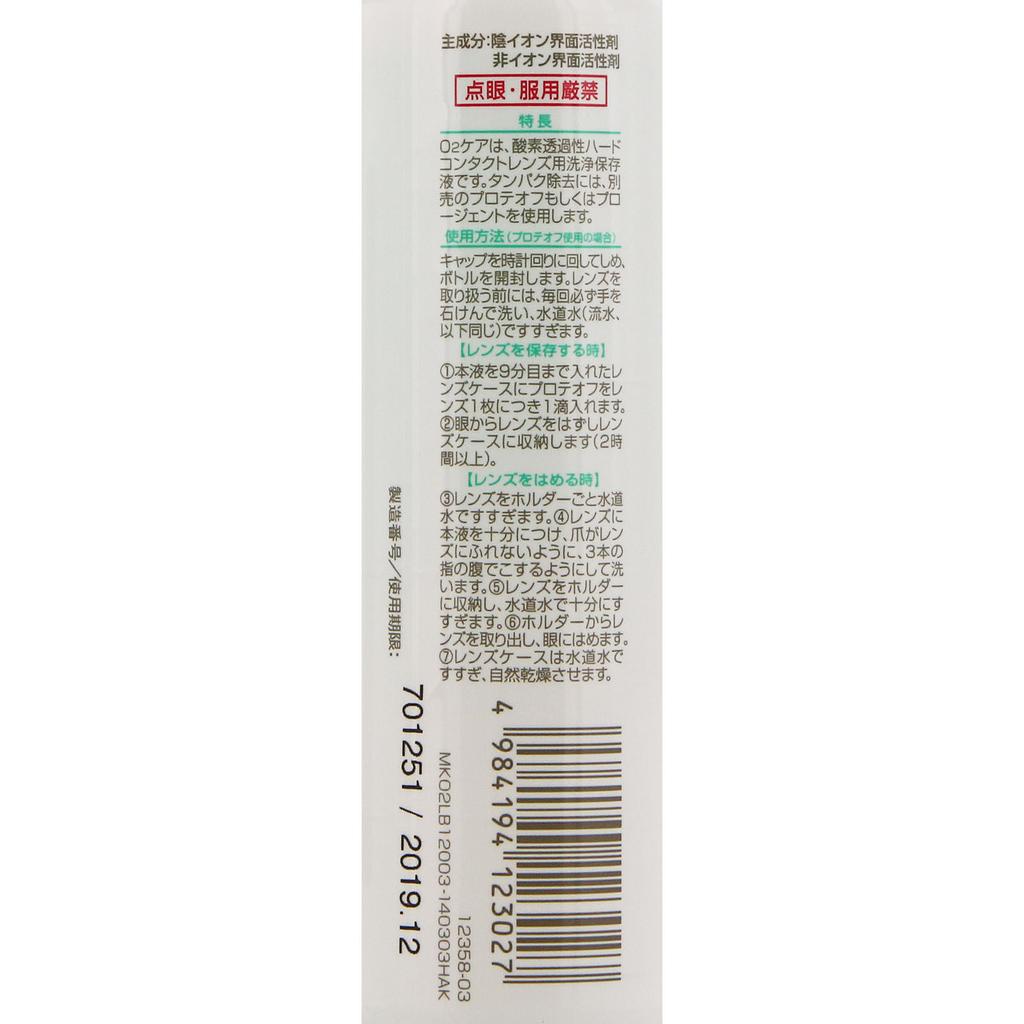 主成分:陰イオン界面活性剤
非イオン界面活性剤
点眼・服用厳禁
特長
O2ケアは、酸素透過性ハード
コンタクトレンズ用洗浄保存
液です。タンパク除去には、別
売のプロテオフもしくはプロ
ージェントを使用します。
使用方法(プロテオフ使用の場合)
キャップを時計回りに回してしめ、
ボトルを開封します。レンズを
取り扱う前には、毎回必ず手を
石けんで洗い、水道水(流水、
以下同じ)ですすぎます。
【レンズを保存する時】
①本液を9分目まで入れたレ
ンズケースにプロテオフをレ
ンズ1枚につき1滴入れます。
②眼からレンズをはずしレン
ズケースに収納します(2時
間以上)。
【レンズをはめる時】
③レンズをホルダーごと水道
水ですすぎます。④レンズに
本液を十分につけ、爪がレン
ズにふれないように、3本の
指の腹でこするようにして洗
います。⑤レンズをホルダー
に収納し、水道水で十分にす
すぎます。⑥ホルダーからレ
ンズを取り出し、眼にはめます。
⑦レンズケースは水道水で
すすぎ、自然乾燥させます。
製造番号/使用期限:
701251 / 2019.12
4 984194 123027
12358-03
MKO2LB12003-140303HAK